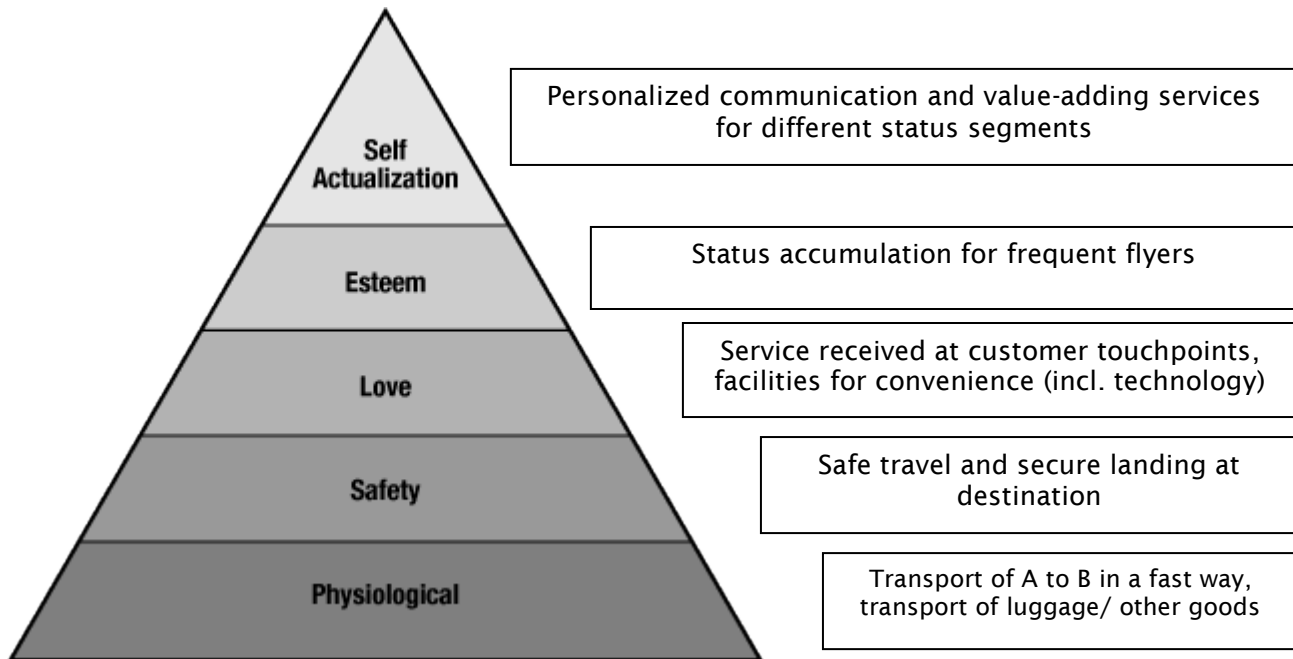 Personalized communication and value-adding services
for different status segments
Self
Actualization
Status accumulation for frequent flyers
Esteem
Service received at customer touchpoints,
facilities for convenience (incl. technology)
Love
Safe travel and secure landing at
destination
Safety
Transport of A to B in a fast way,
transport of luggage/ other goods
Physiological